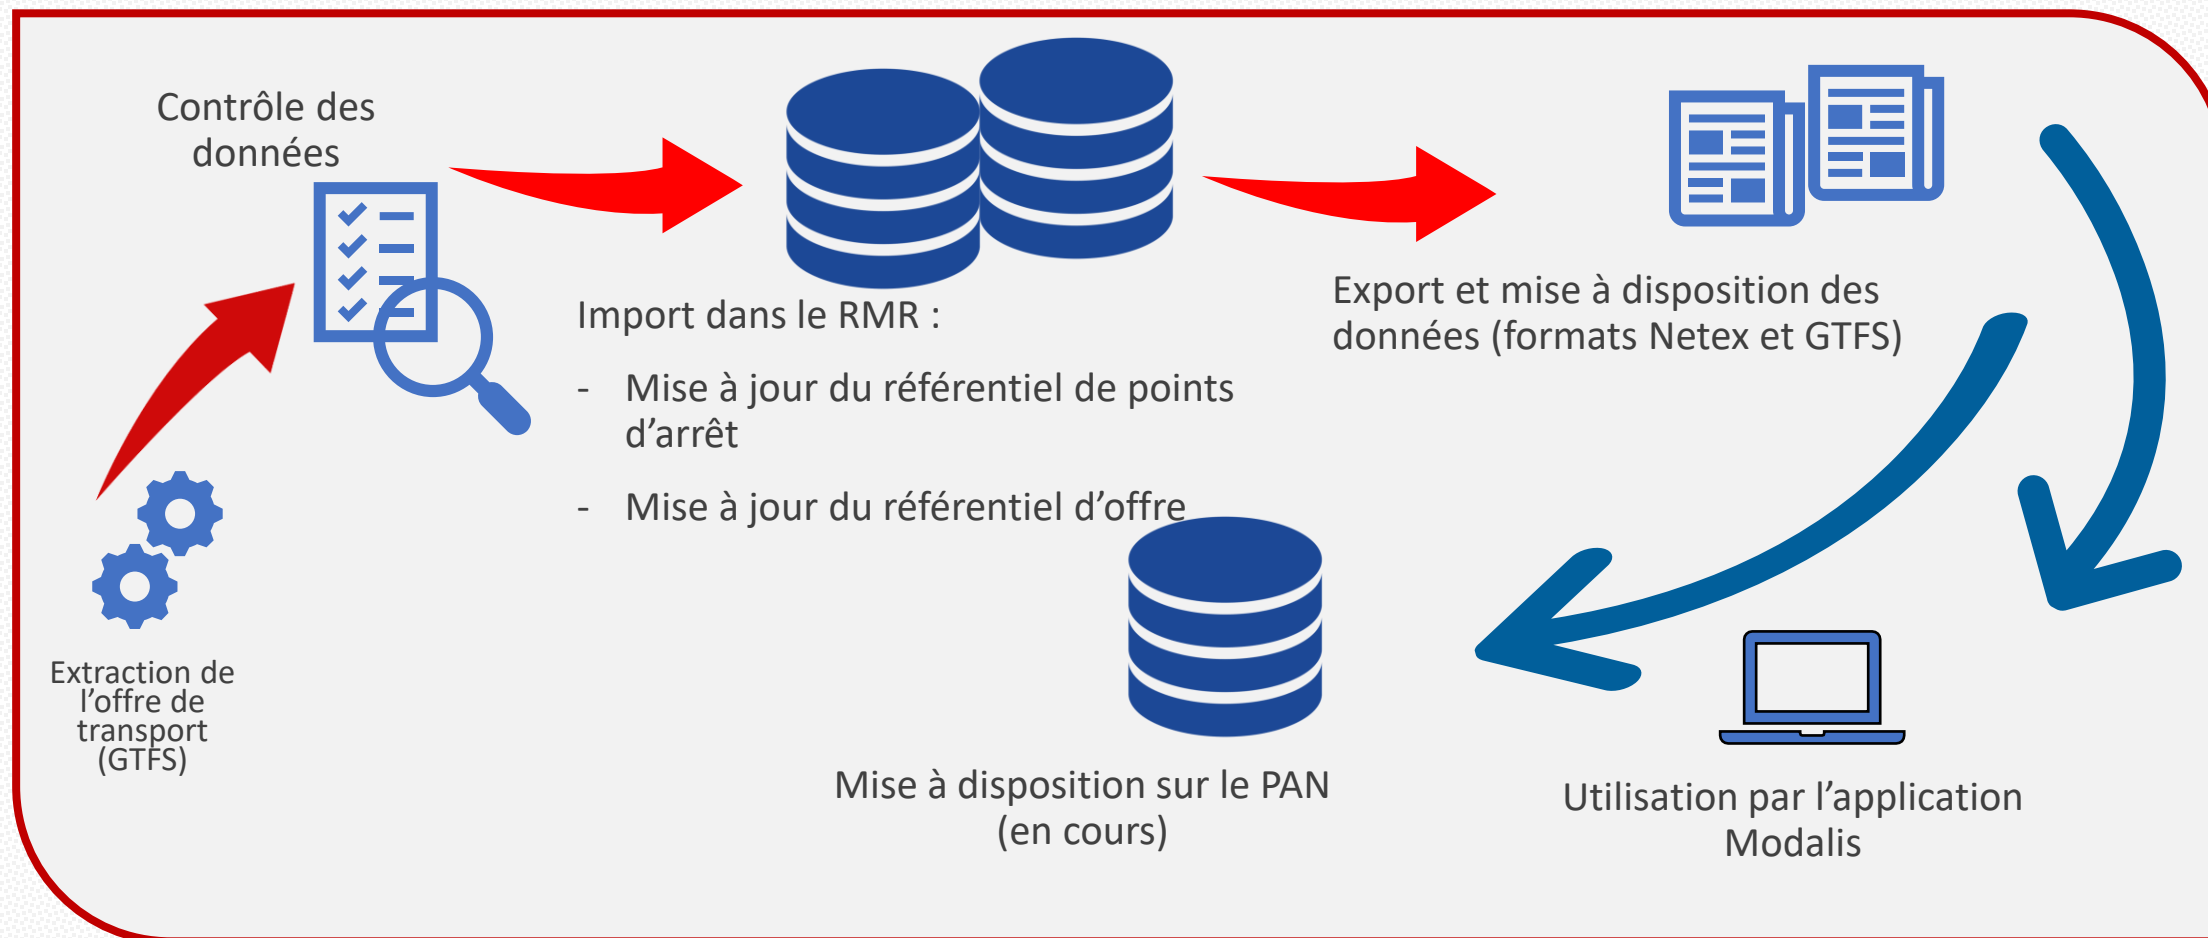 Contrôle des
données
Extraction de
l’offre de
transport
(GTFS)
Import dans le RMR :
- Mise à jour du référentiel de points
d’arrêt
- Mise à jour du référentiel d’offre
Export et mise à disposition des
données (formats Netex et GTFS)
Mise à disposition sur le PAN
(en cours)
Utilisation par l’application
Modalis